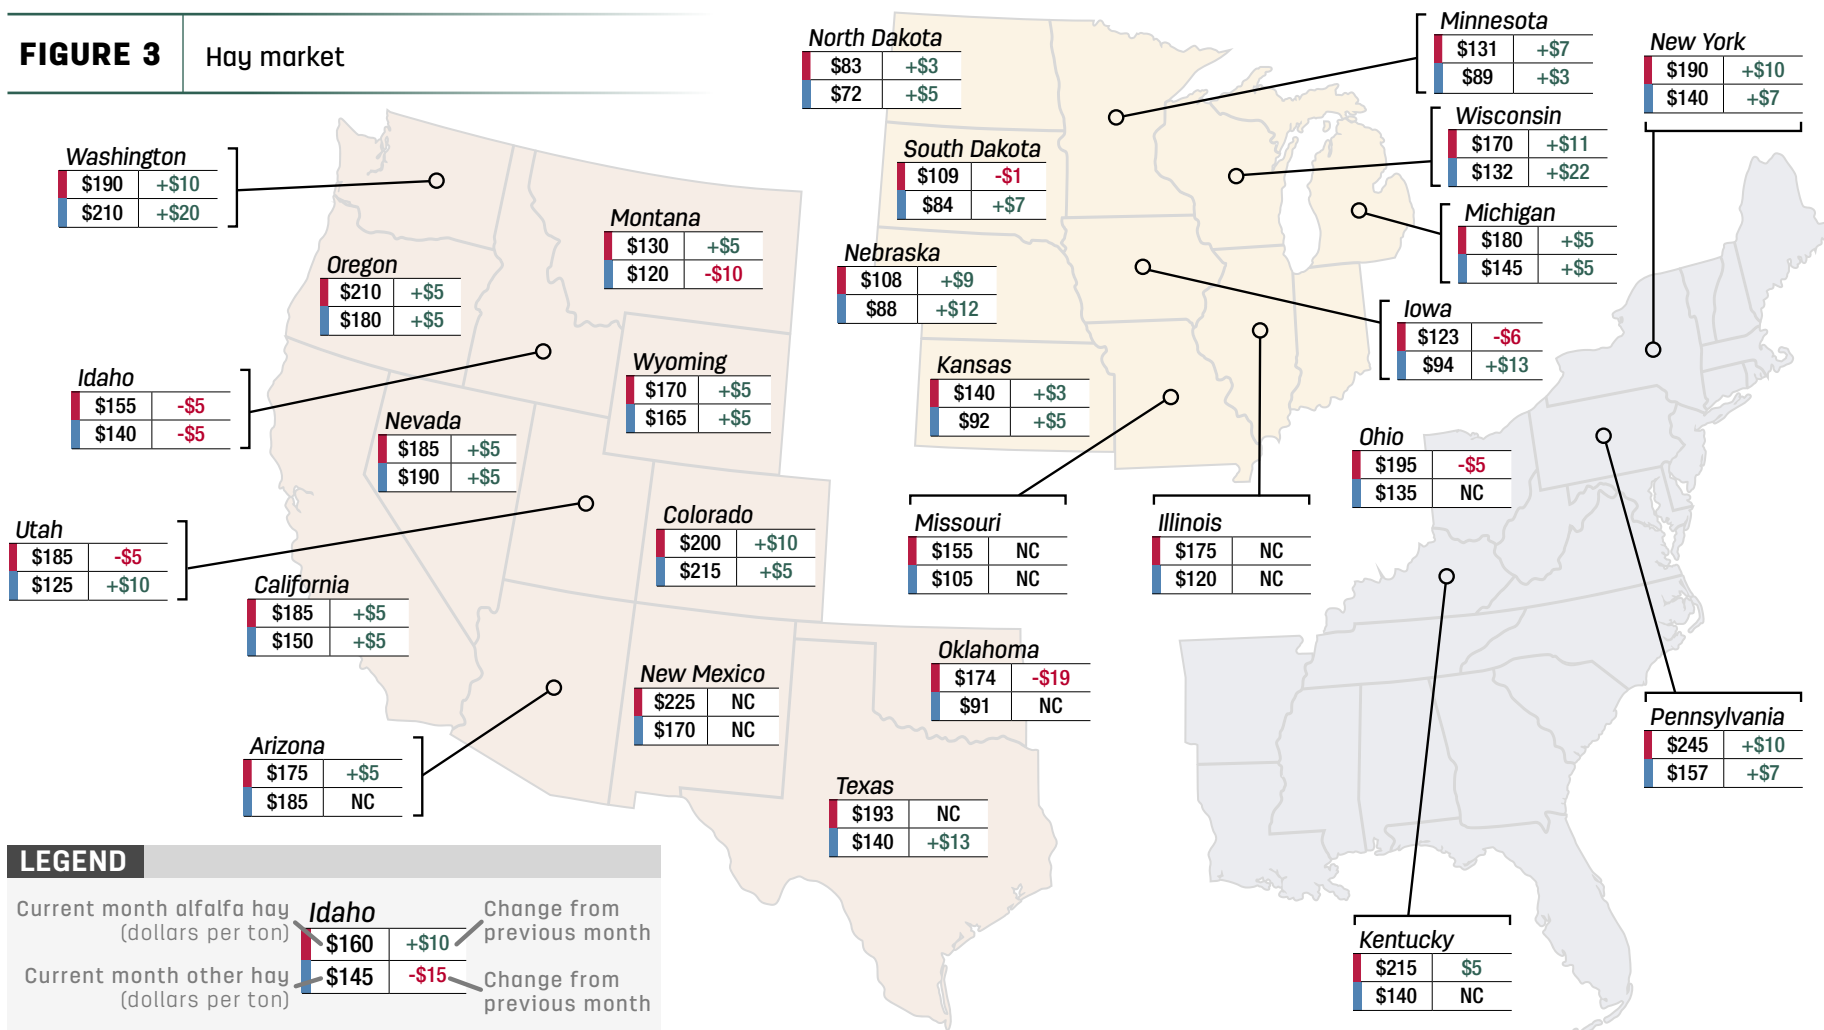 FIGURE 3
Hay market
Washington
$190 +$10
$210 +$20
Oregon
$210 +$5
$180 +$5
Montana
$130 +$5
$120 -$10
Idaho
$155 -$5
$140 -$5
Wyoming
$170 +$5
$165 +$5
Nevada
$185 +$5
$190 +$5
Utah
$185 -$5
$125 +$10
Colorado
$200 +$10
$215 +$5
California
$185 +$5
$150 +$5
New Mexico
$225 NC
$170 NC
Arizona
$175 +$5
$185 NC
Oklahoma
$174 -$19
$91 NC
Texas
$193 NC
$140 +$13
North Dakota
$83 +$3
$72 +$5
South Dakota
$109 -$1
$84 +$7
Nebraska
$108 +$9
$88 +$12
Kansas
$140 +$3
$92 +$5
Minnesota
$131 +$7
$89 +$3
Wisconsin
$170 +$11
$132 +$22
Michigan
$180 +$5
$145 +$5
Iowa
$123 -$6
$94 +$13
Missouri
$155 NC
$105 NC
Illinois
$175 NC
$120 NC
New York
$190 +$10
$140 +$7
Ohio
$195 -$5
$135 NC
Pennsylvania
$245 +$10
$157 +$7
Kentucky
$215 $5
$140 NC
LEGEND
Current month alfalfa hay
(dollars per ton)
Current month other hay
(dollars per ton)
Idaho
$160 +$10
$145 -$15
Change from
previous month
Change from
previous month